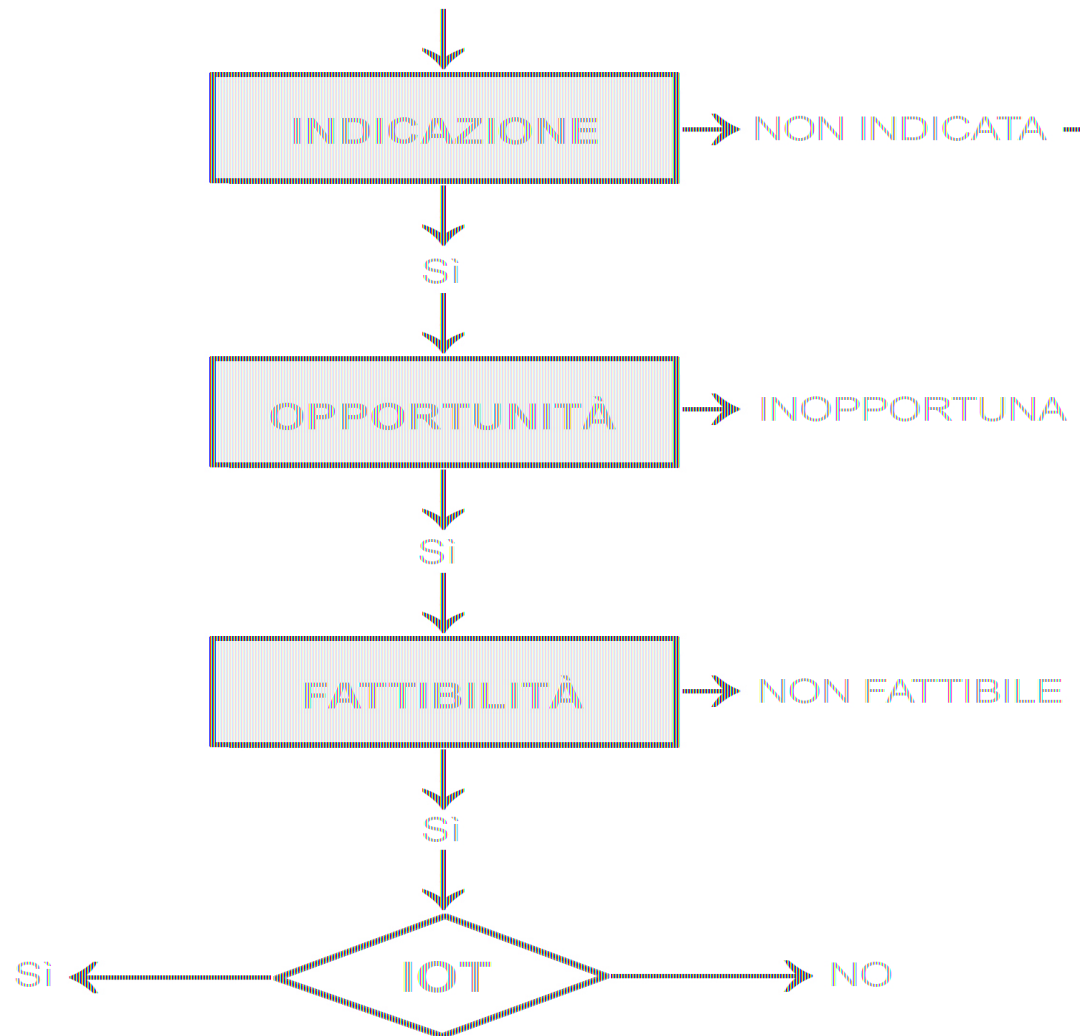 INDICAZIONE
NON INDICATA
Sì
OPPORTUNITÀ
INOPPORTUNA
Sì
FATTIBILITÀ
NON FATTIBILE
Sì
Sì
IOT
NO